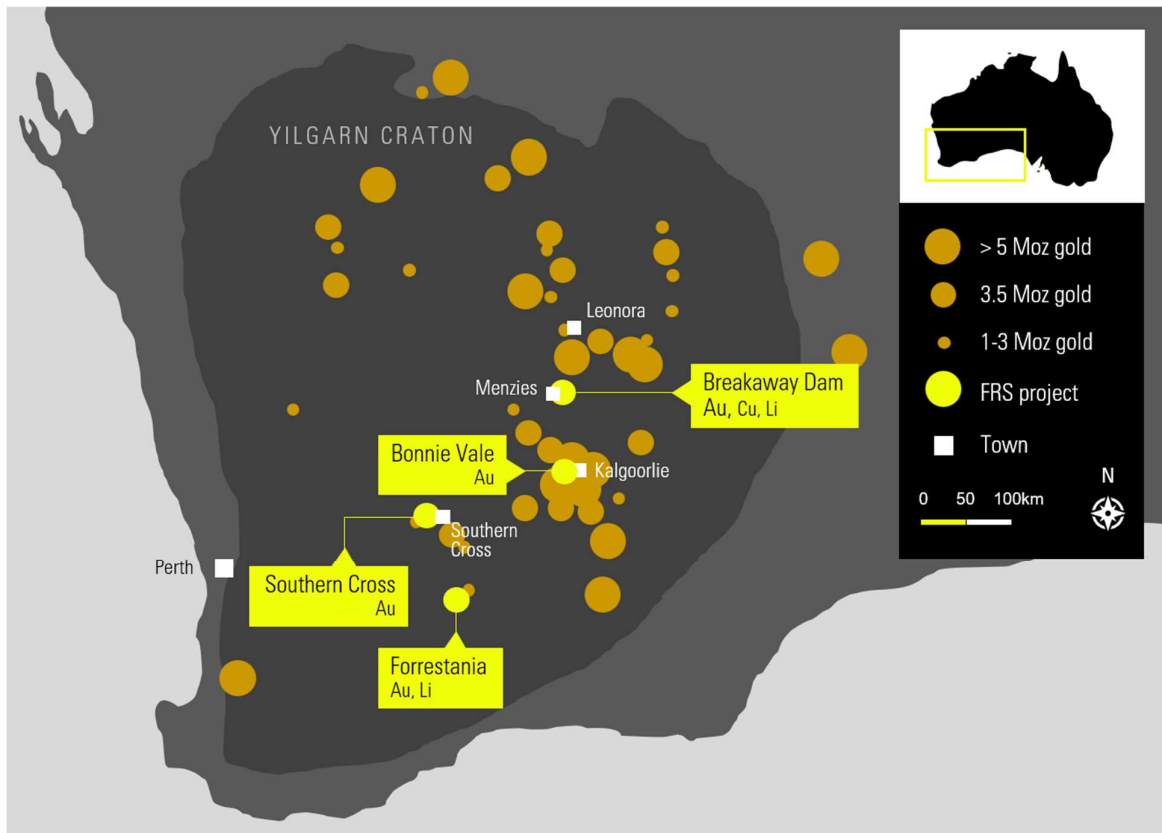 YILGARN CRATON
Leonora
Menzies
Breakaway Dam
Au, Cu, Li
Bonnie Vale
Au
Kalgoorlie
Southern
Cross
Perth
Southern Cross
Au
Forrestania
Au, Li
> 5 Moz gold
3.5 Moz gold
1-3 Moz gold
FRS project
Town
N
0 50 100km